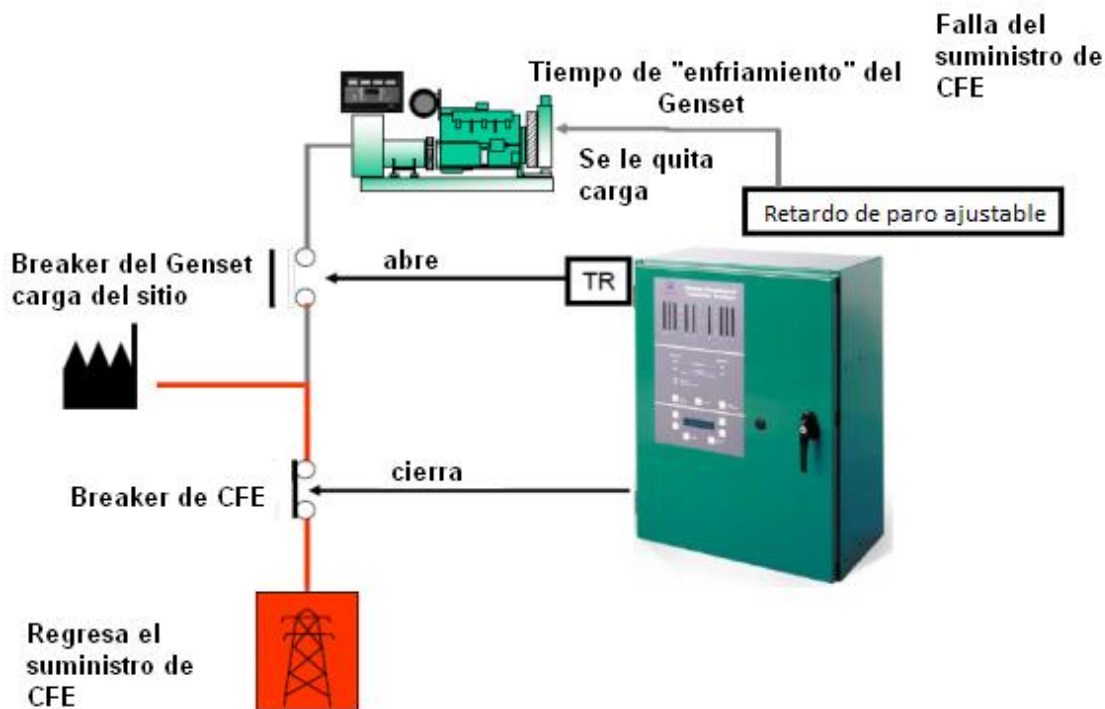 Falla del
suministro de
CFE
Tiempo de "enfriamiento" del
Genset
Se le quita
carga
Retardo de paro ajustable
Breaker del Genset
carga del sitio
abre
TR
Breaker de CFE
cierra
Regresa el
suministro de
CFE